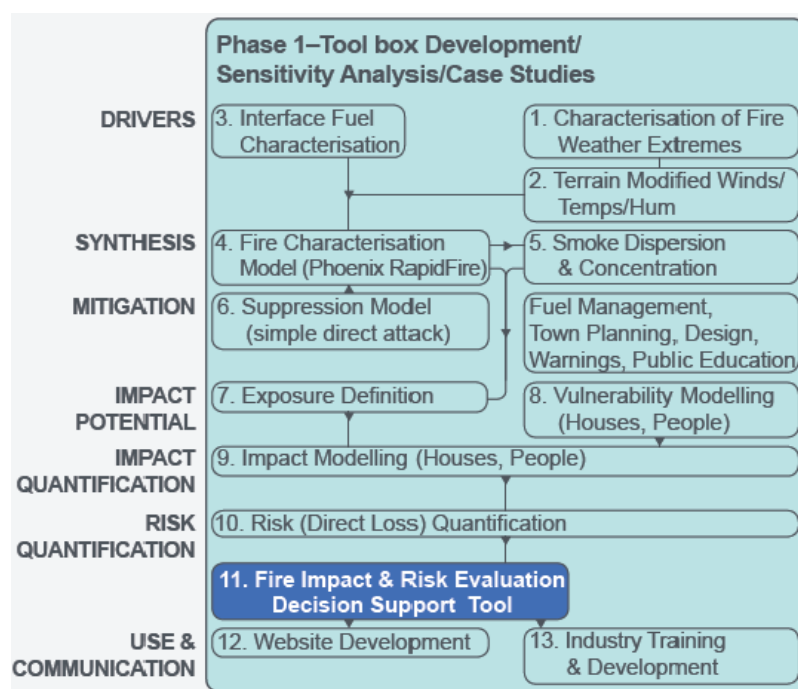 Phase 1–Tool box Development/
Sensitivity Analysis/Case Studies
DRIVERS
3. Interface Fuel
Characterisation
1. Characterisation of Fire
Weather Extremes
2. Terrain Modified Winds/
Temps/Hum
SYNTHESIS
4. Fire Characterisation
Model (Phoenix RapidFire)
5. Smoke Dispersion
& Concentration
MITIGATION
6. Suppression Model
(simple direct attack)
Fuel Management,
Town Planning, Design,
Warnings, Public Education
IMPACT
POTENTIAL
7. Exposure Definition
8. Vulnerability Modelling
(Houses, People)
IMPACT
QUANTIFICATION
9. Impact Modelling (Houses, People)
RISK
QUANTIFICATION
10. Risk (Direct Loss) Quantification
11. Fire Impact & Risk Evaluation
Decision Support Tool
USE &
COMMUNICATION
12. Website Development
13. Industry Training
& Development